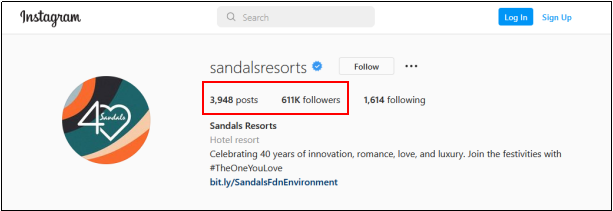 Instagram
Search
Log In
Sign Up
sandalsresorts
Follow
3,948 posts 611K followers 1,614 following
Sandals Resorts
Hotel resort
Celebrating 40 years of innovation, romance, love, and luxury. Join the festivities with
#TheOneYouLove
bit.ly/SandalsFdnEnvironment
40
Sandals